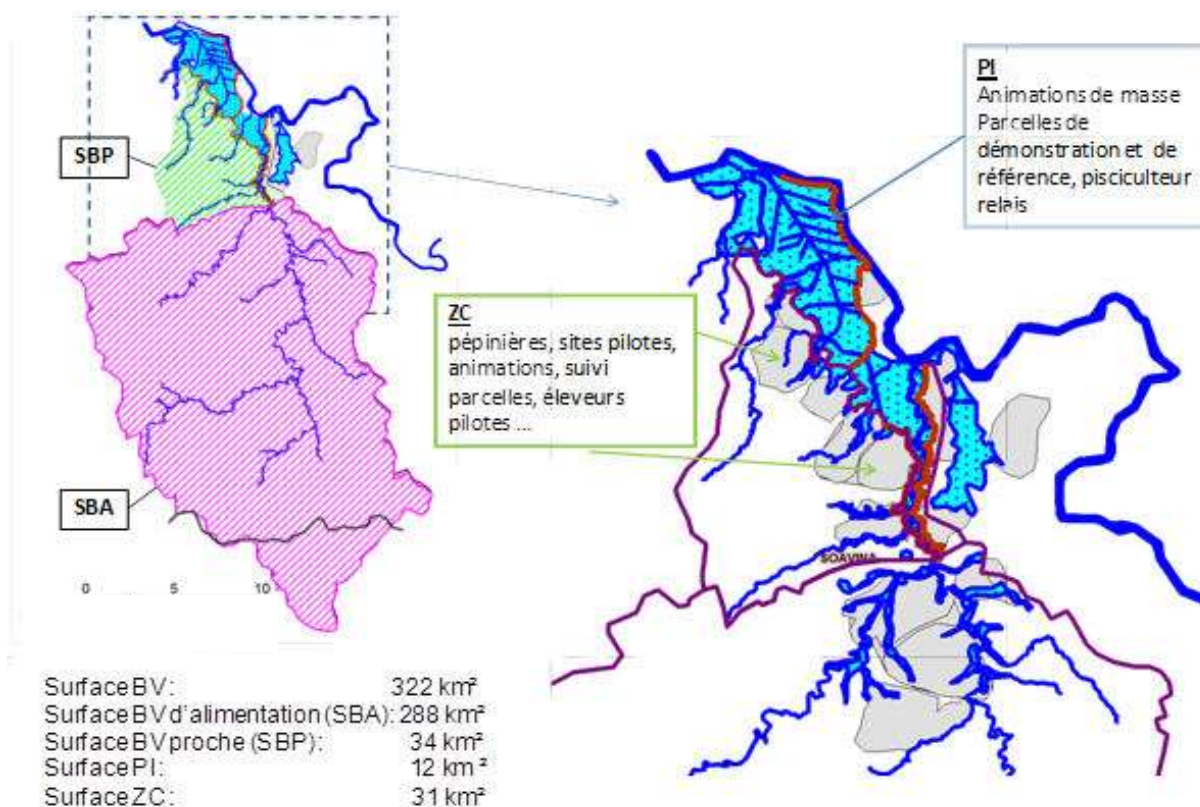 SBP
SBA
0 5 10
PI
Animations de masse
Parcelles de
démonstration et de
référence, pisciculteur
relais
ZC
pépinières, sites pilotes,
animations, suivi
parcelles, éleveurs
pilotes ...
SOAVINA
Surface BV: 322 km²
Surface BV d'alimentation (SBA): 288 km²
Surface BV proche (SBP): 34 km²
Surface PI: 12 km²
Surface ZC: 31 km²